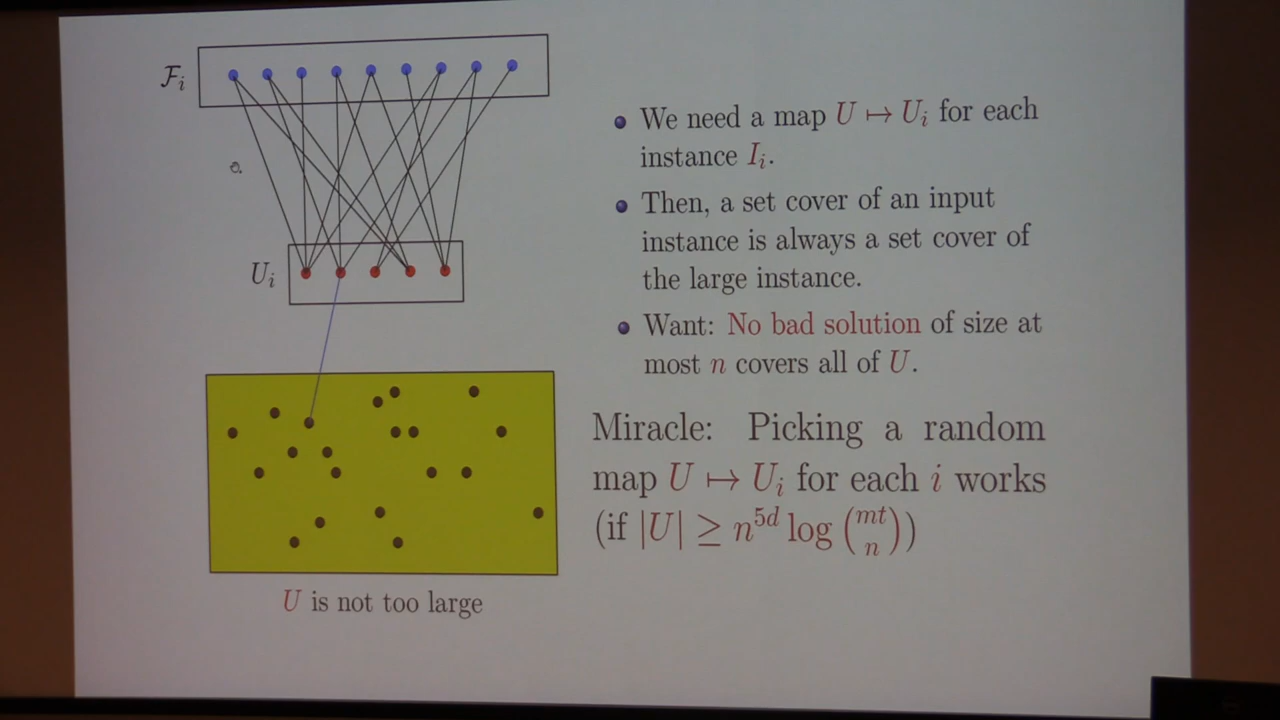 𝓕ᵢ
Uᵢ
U is not too large
We need a map U ↦ Uᵢ for each
instance Iᵢ.
Then, a set cover of an input
instance is always a set cover of
the large instance.
Want: No bad solution of size at
most n covers all of U.
Miracle: Picking a random
map U ↦ Uᵢ for each i works
(if |U| ≥ n^{5d} log \binom{mt}{n})